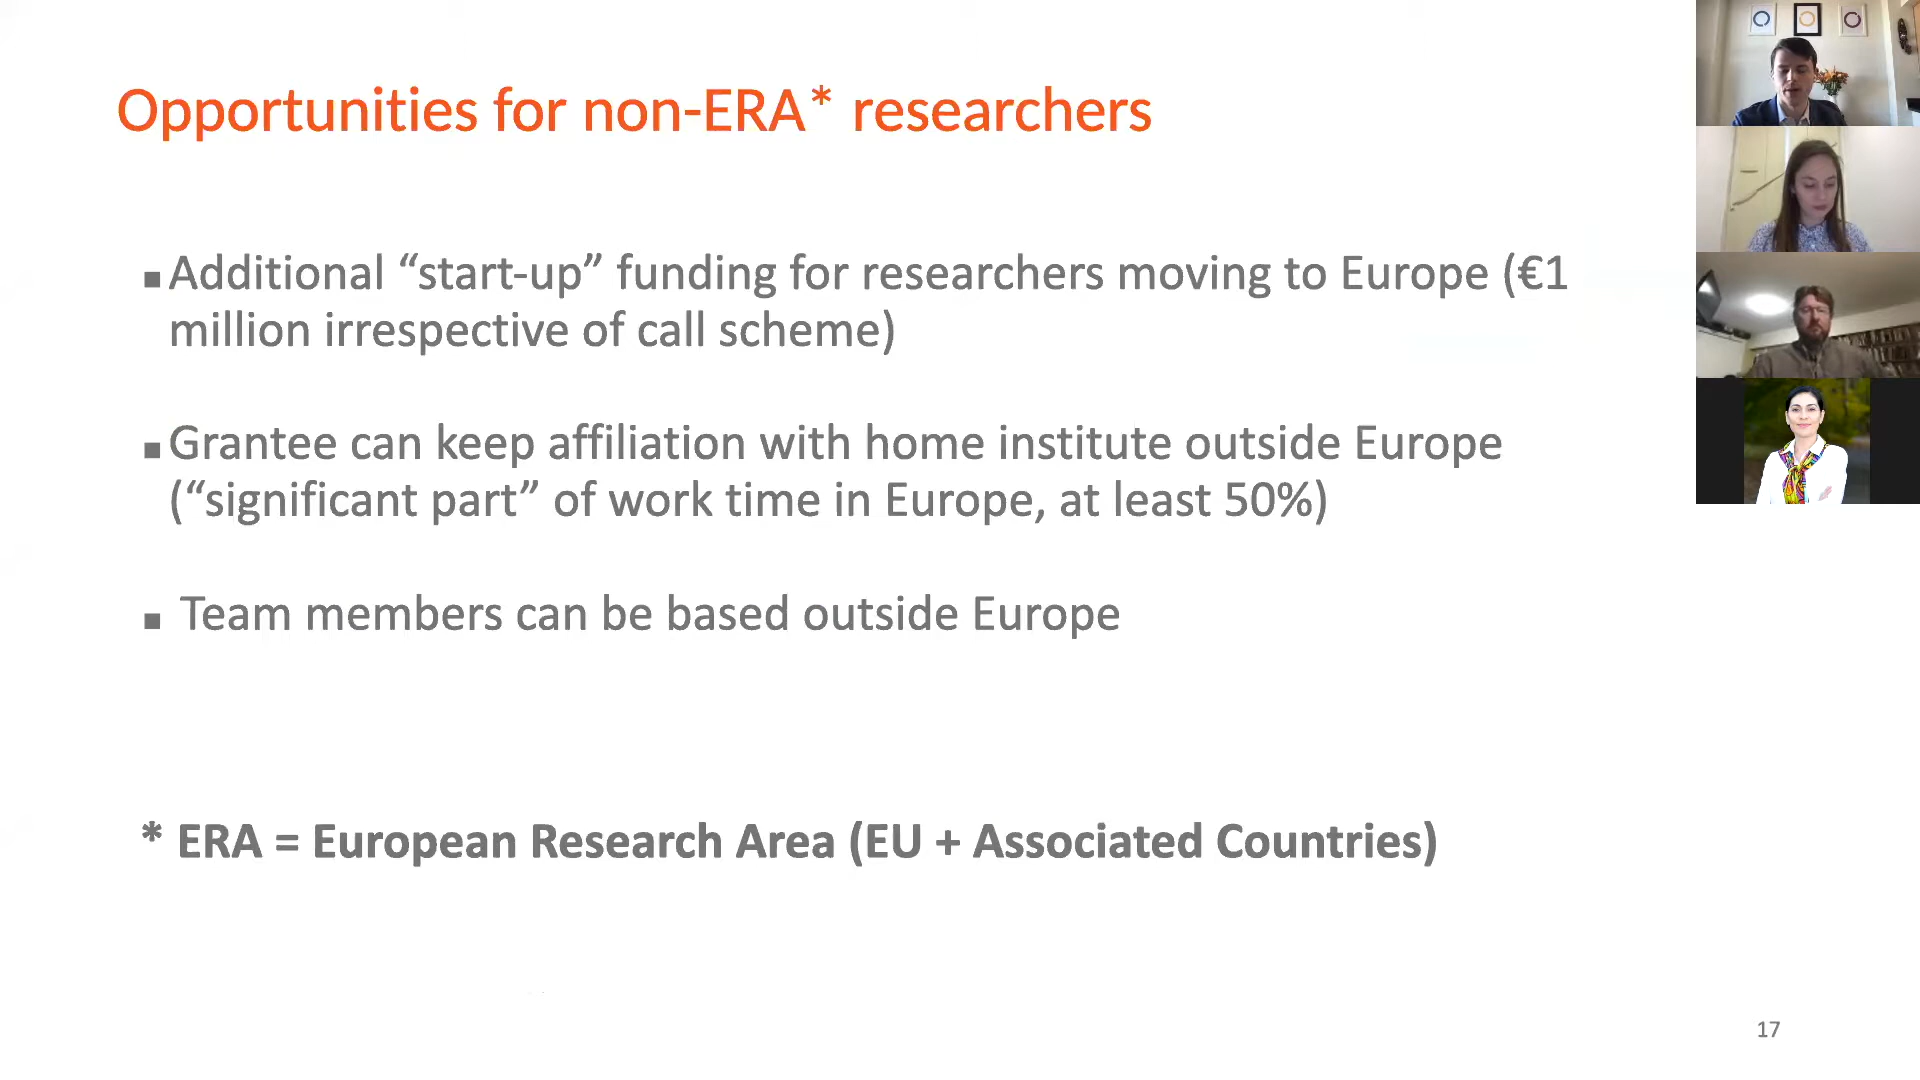 Opportunities for non-ERA* researchers
▪Additional “start-up” funding for researchers moving to Europe (€1
million irrespective of call scheme)
▪Grantee can keep affiliation with home institute outside Europe
(“significant part” of work time in Europe, at least 50%)
▪ Team members can be based outside Europe
* ERA = European Research Area (EU + Associated Countries)
17